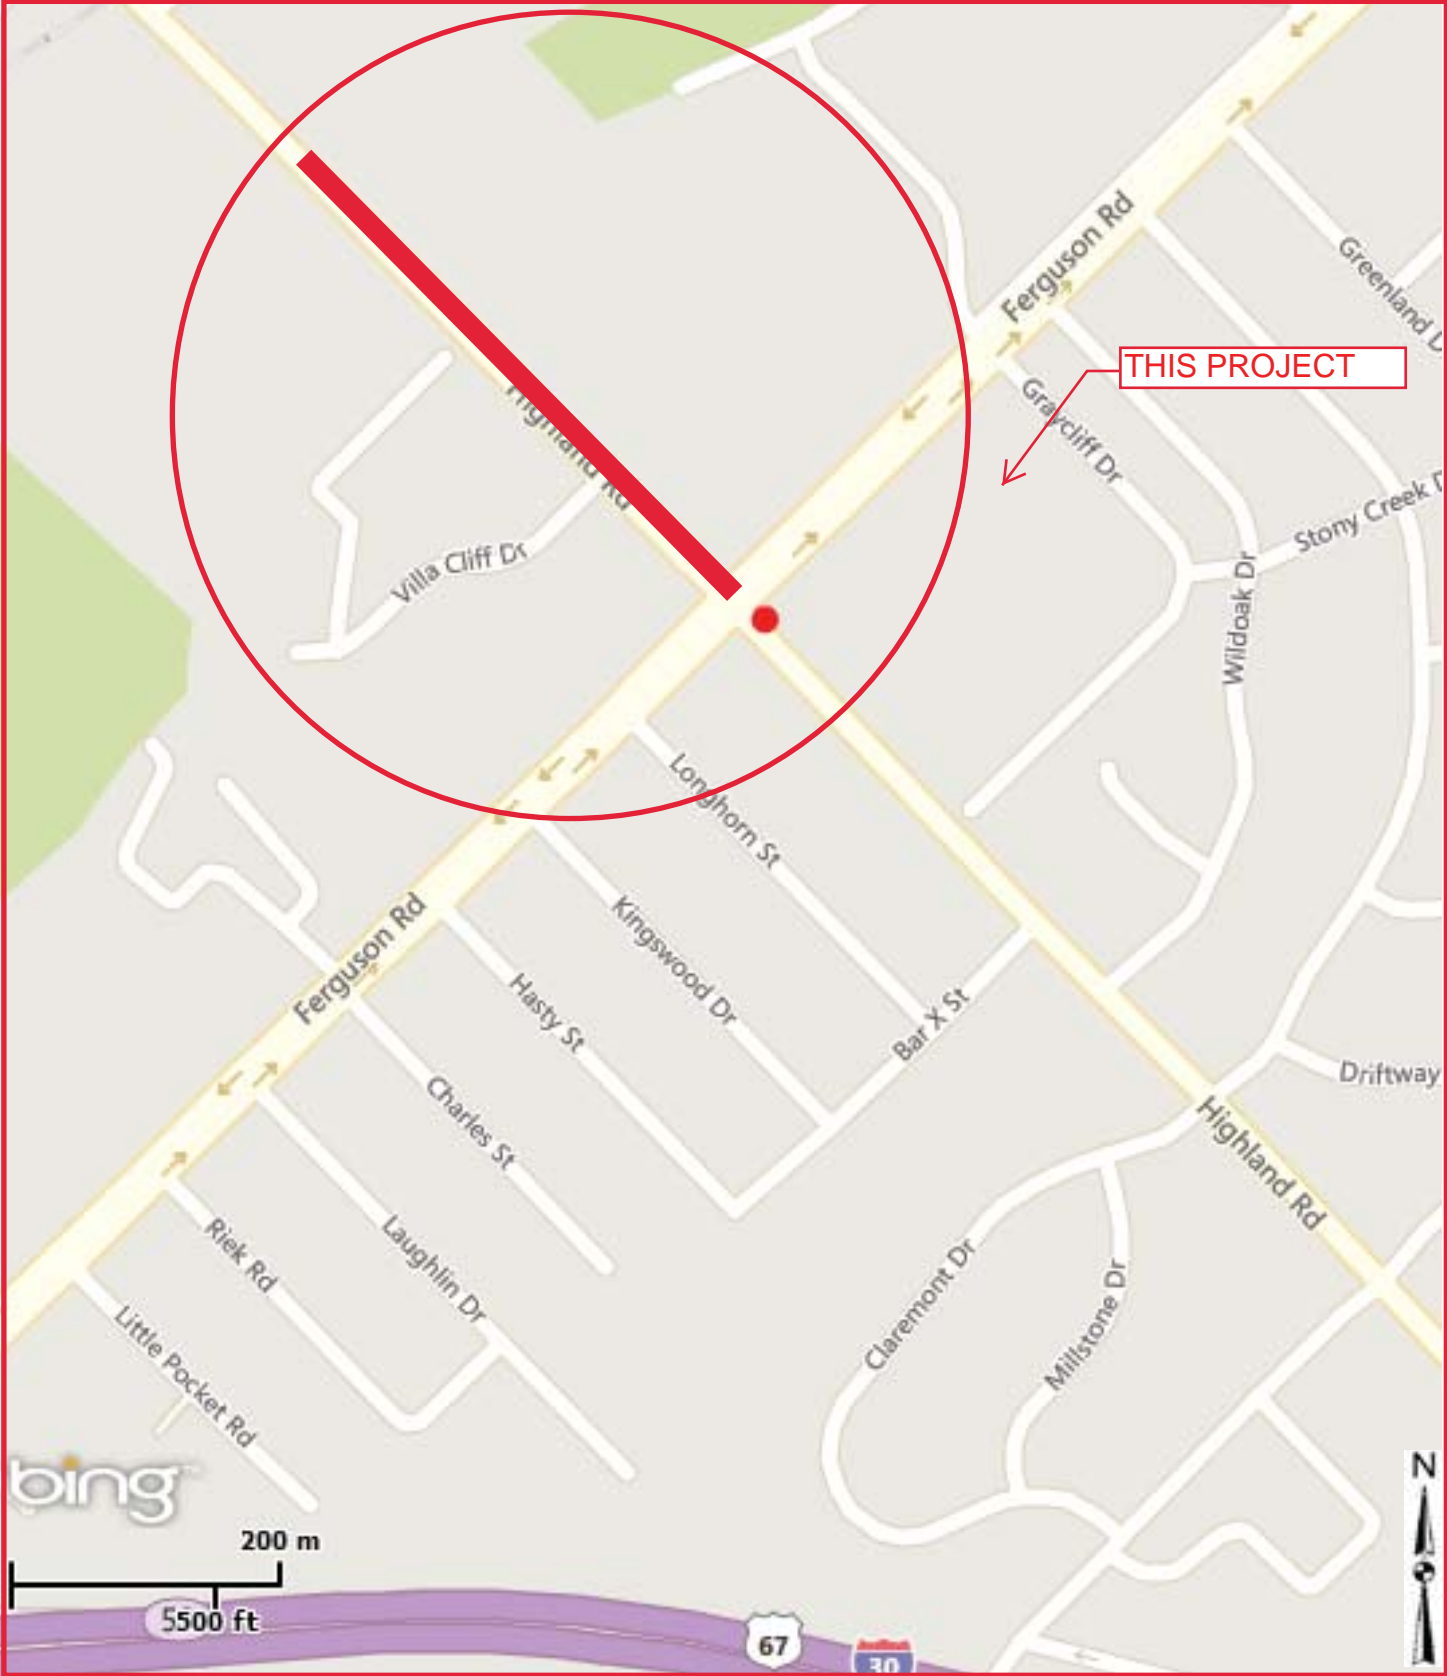 Ferguson Rd
Greenland D
THIS PROJECT
Graycliff Dr
Highland Rd
Stony Creek D
Villa Cliff Dr
Wildoak Dr
Longhorn St
Kingswood Dr
Ferguson Rd
Hasty St
Bar X St
Driftway
Charles St
Highland Rd
Riek Rd
Laughlin Dr
Claremont Dr
Millstone Dr
Little Pocket Rd
bing
N
200 m
500 ft
67
30